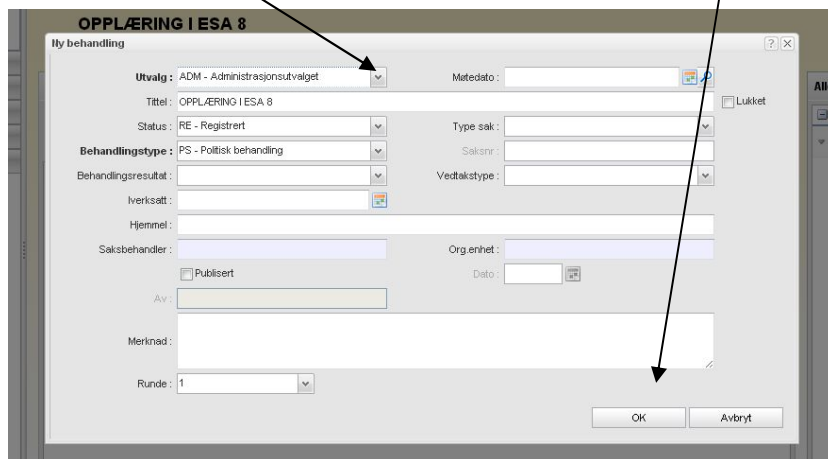 OPPLÆRING I ESA 8
Ny behandling
Utvalg : ADM - Administrasjonsutvalget Møtedato :
Tittel : OPPLÆRING I ESA 8 Lukket
Status : RE - Registrert Type sak :
Behandlingstype : PS - Politisk behandling Saksnr :
Behandlingsresultat : Vedtakstype :
Iverksatt :
Hjemmel :
Saksbehandler : Org.enhet :
Publisert Dato :
Av :
Merknad :
Runde : 1
OK Avbryt